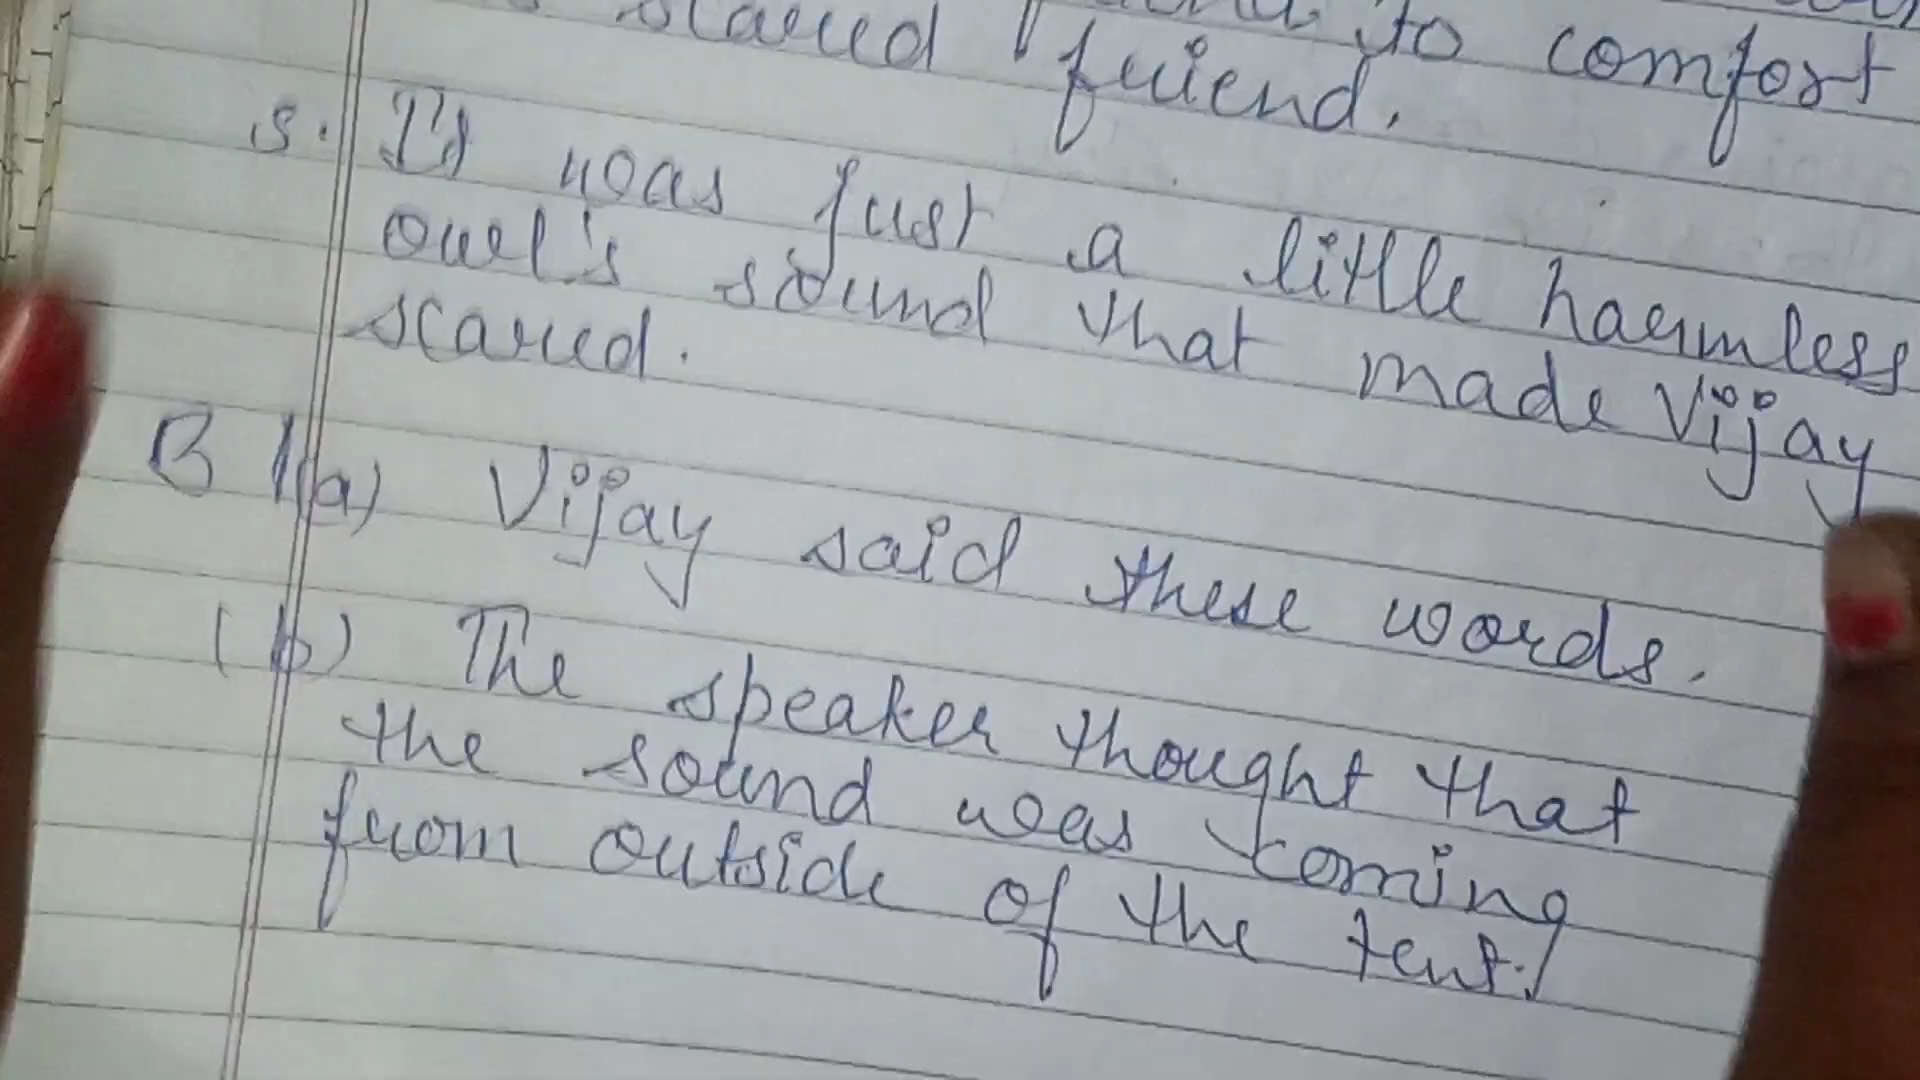 scared friend to comfort
5. It was just a little harmless
owel's sound that made Vijay
scared.
B 1(a) Vijay said these words.
(b) The speaker thought that
the sound was coming
from outside of the tent.